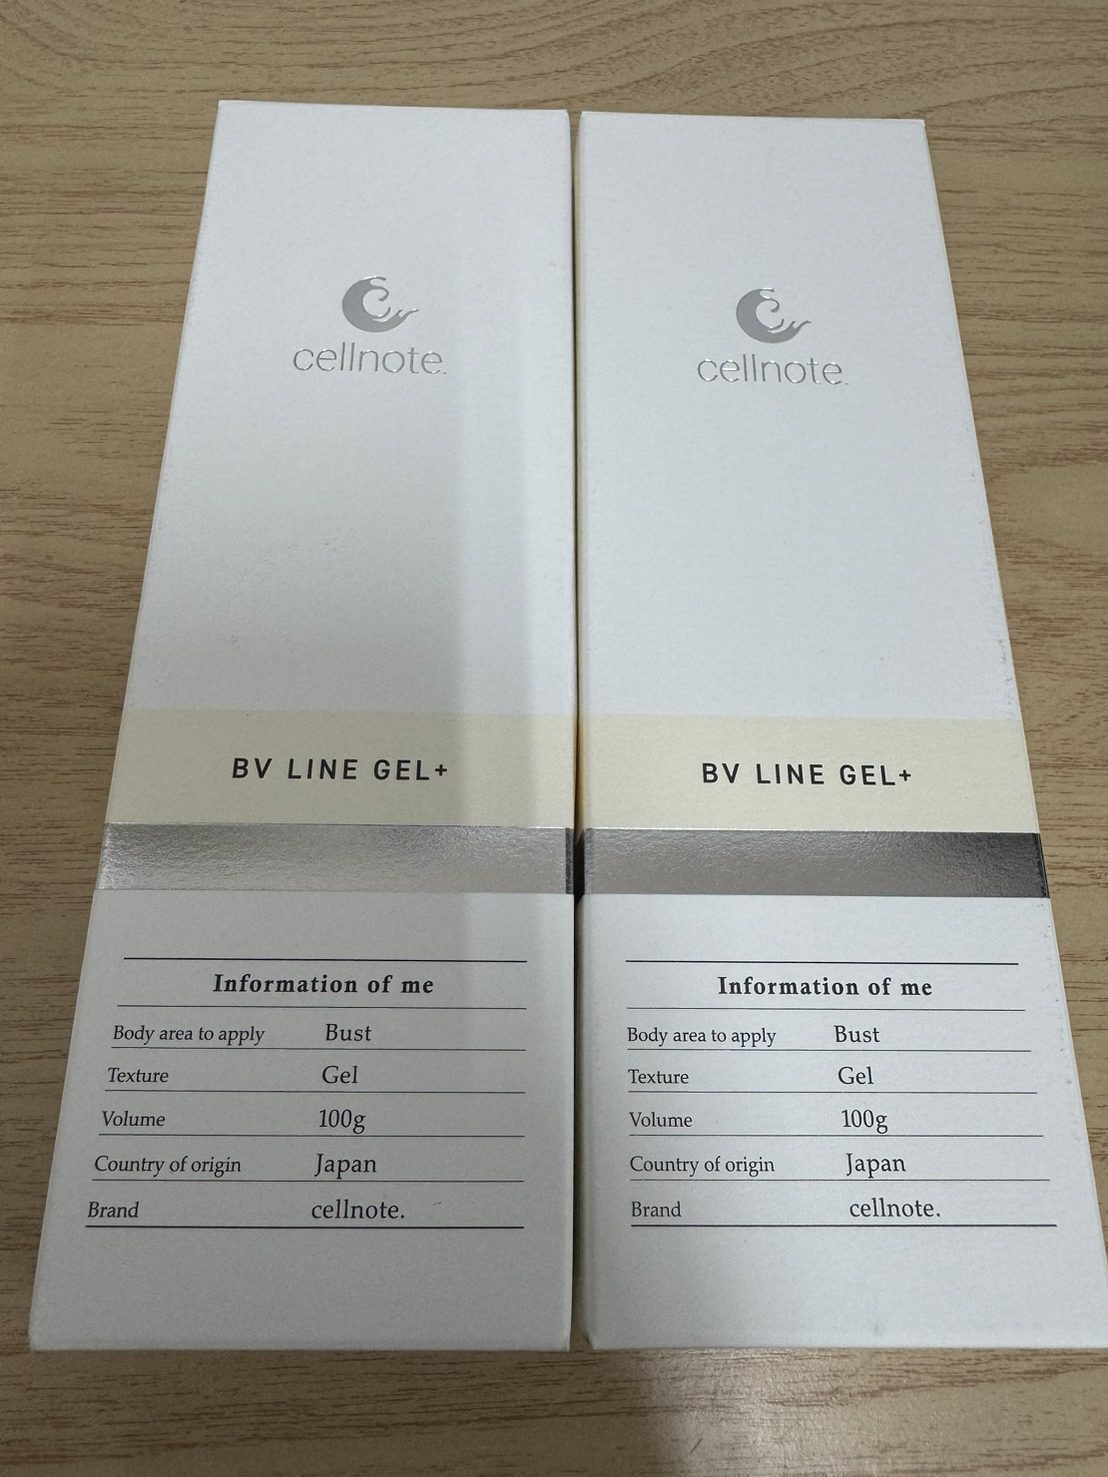 cellnote.
BV LINE GEL+
Information of me
Body area to apply Bust
Texture Gel
Volume 100g
Country of origin Japan
Brand cellnote.
cellnote.
BV LINE GEL+
Information of me
Body area to apply Bust
Texture Gel
Volume 100g
Country of origin Japan
Brand cellnote.